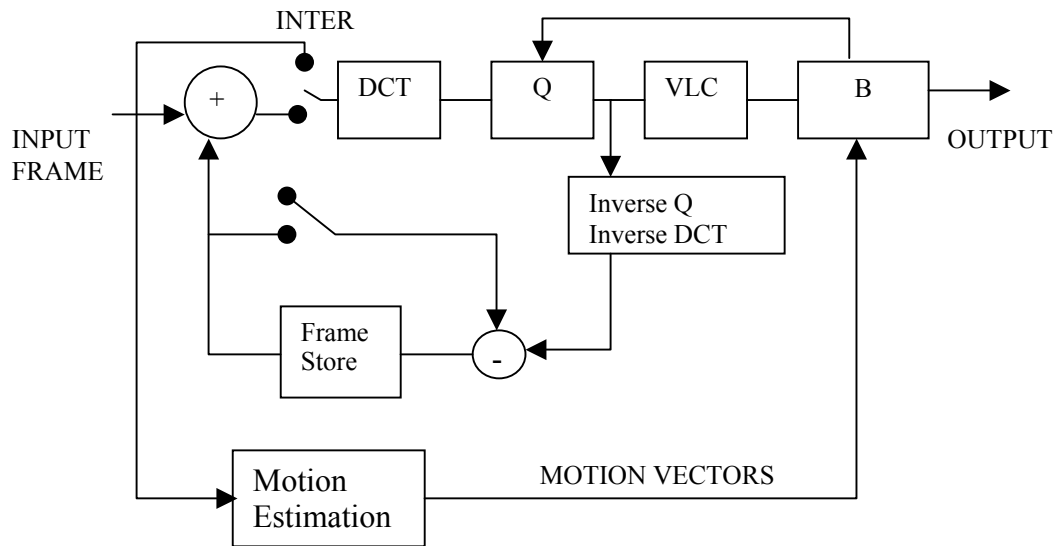 INTER
+
DCT
Q
VLC
B
INPUT
FRAME
OUTPUT
Inverse Q
Inverse DCT
Frame
Store
-
Motion
Estimation
MOTION VECTORS